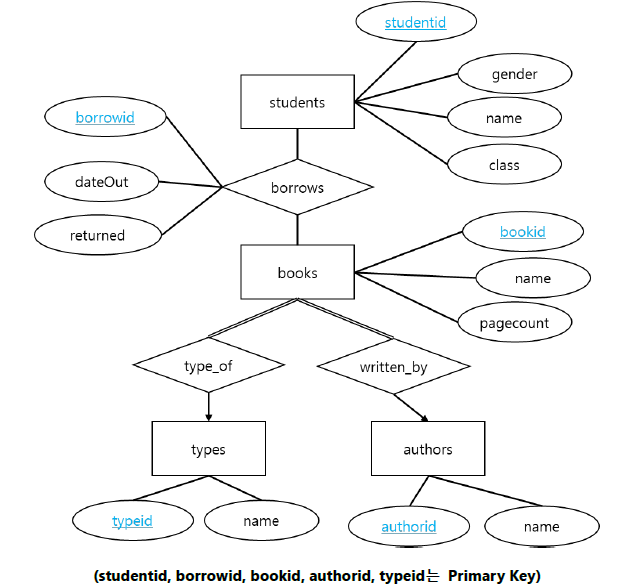 studentid
gender
students
name
borrowid
class
dateOut
borrows
returned
bookid
books
name
pagecount
type_of
written_by
types
authors
typeid
name
authorid
name
(studentid, borrowid, bookid, authorid, typeid는 Primary Key)